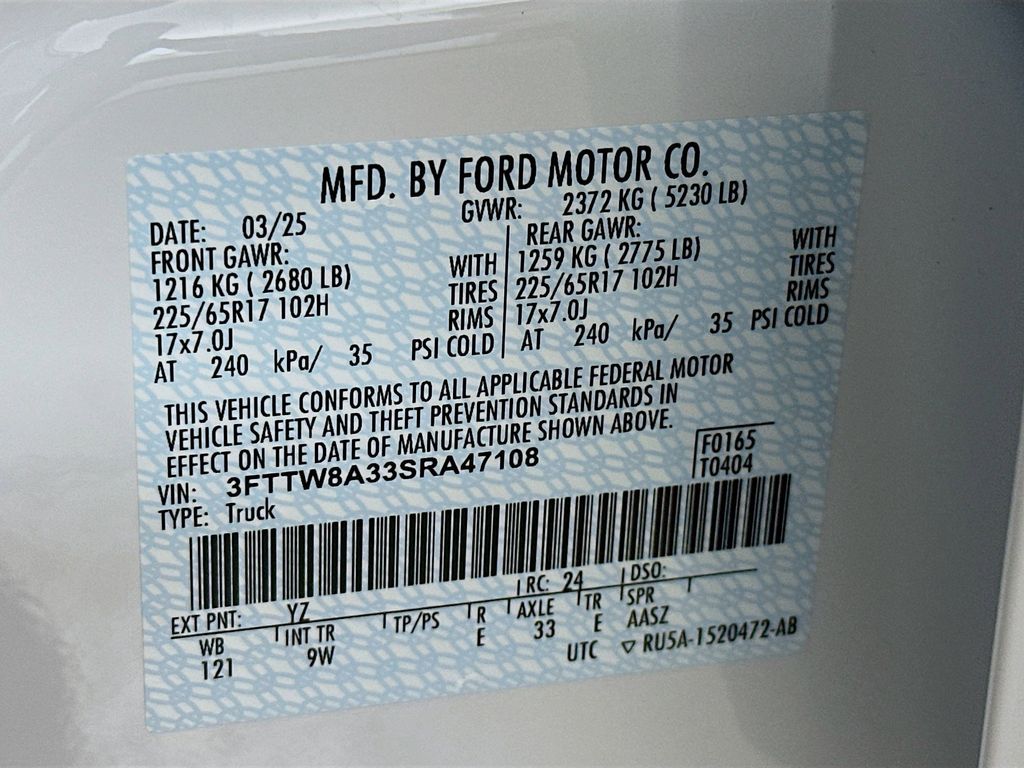 MFD. BY FORD MOTOR CO.
DATE: 03/25 GVWR: 2372 KG ( 5230 LB)
FRONT GAWR: REAR GAWR:
1216 KG ( 2680 LB) WITH 1259 KG ( 2775 LB) WITH
225/65R17 102H TIRES 225/65R17 102H TIRES
17x7.0J RIMS 17x7.0J RIMS
AT 240 kPa/ 35 PSI COLD AT 240 kPa/ 35 PSI COLD
THIS VEHICLE CONFORMS TO ALL APPLICABLE FEDERAL MOTOR
VEHICLE SAFETY AND THEFT PREVENTION STANDARDS IN
EFFECT ON THE DATE OF MANUFACTURE SHOWN ABOVE.
VIN: 3FTTW8A33SRA47108 F0165
TYPE: Truck T0404
EXT PNT: YZ RC: 24 DSO:
WB INT TR TP/PS R AXLE TR SPR
121 9W E 33 E AASZ
UTC ▽ RU5A-1520472-AB